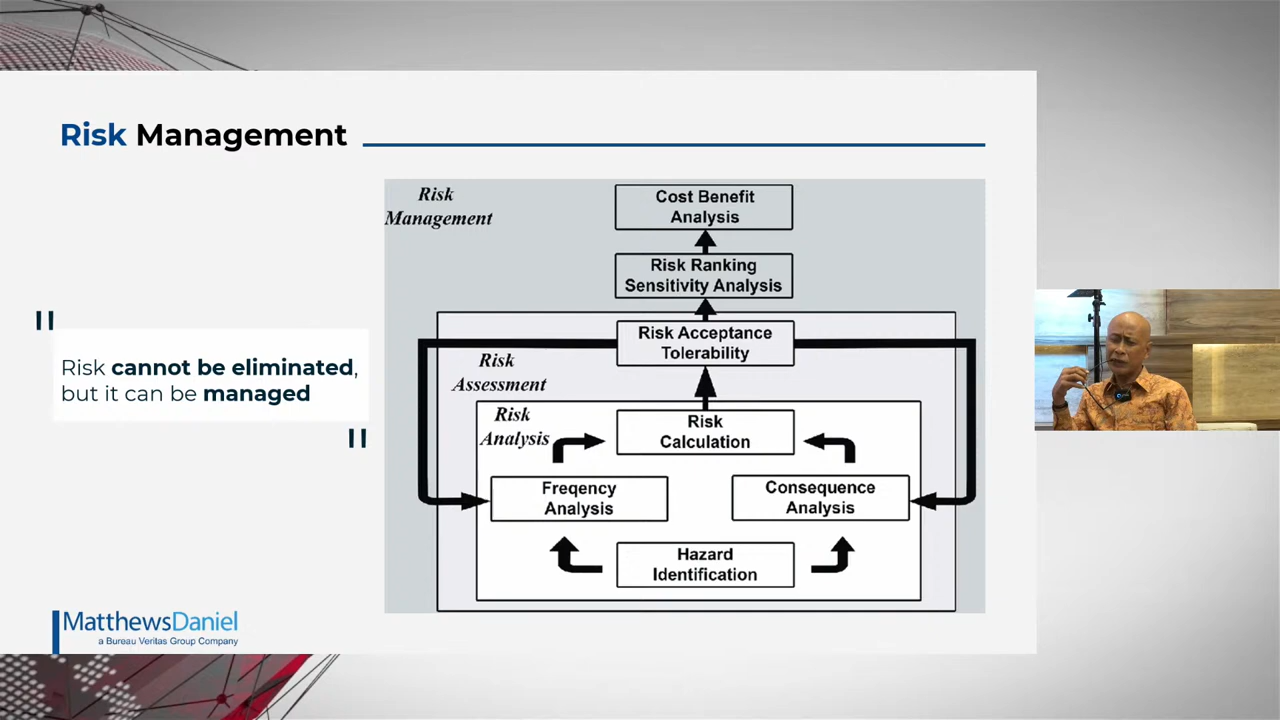 Risk Management
Risk
Management
Cost Benefit
Analysis
Risk Ranking
Sensitivity Analysis
Risk Acceptance
Tolerability
Risk
Assessment
Risk
Analysis
Risk
Calculation
Freqency
Analysis
Consequence
Analysis
Hazard
Identification
"
Risk cannot be eliminated,
but it can be managed
"
MatthewsDaniel
a Bureau Veritas Group Company